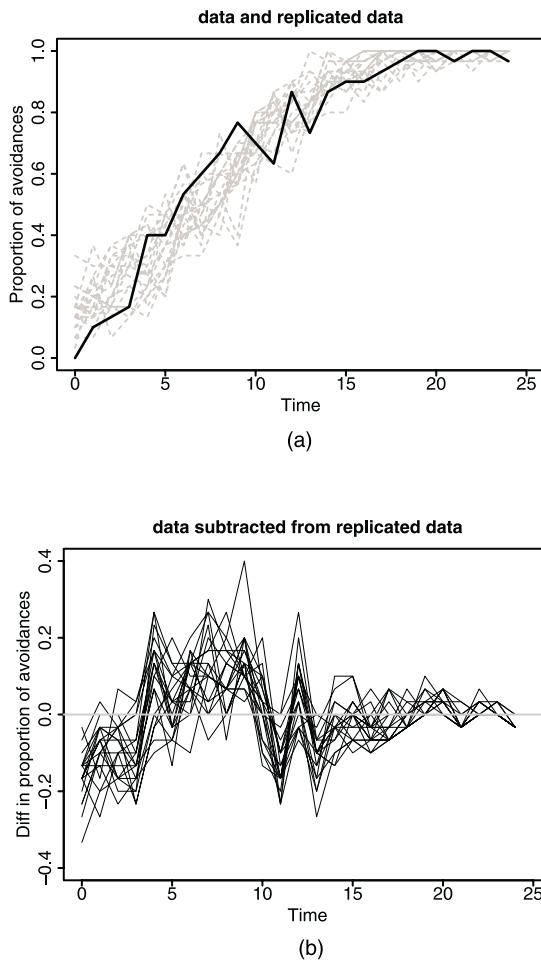 data and replicated data
Proportion of avoidances
1.0
0.8
0.6
0.4
0.2
0.0
0 5 10 15 20 25
Time
(a)
data subtracted from replicated data
Diff in proportion of avoidances
0.4
0.2
0.0
−0.2
−0.4
0 5 10 15 20 25
Time
(b)